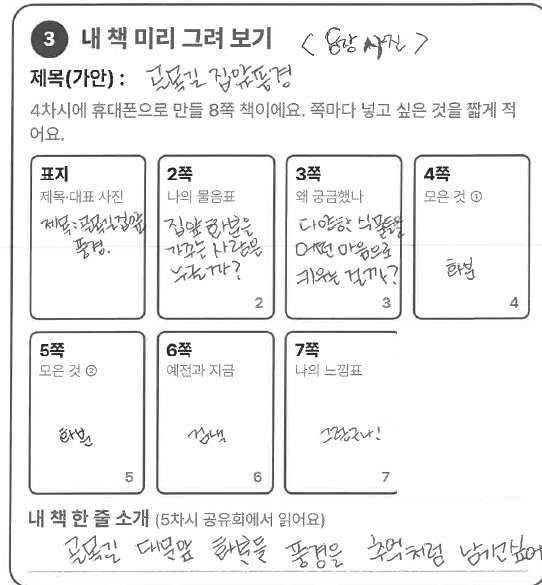 3 내 책 미리 그려 보기 < 용량 사진 >
제목(가안) : 골목길 집앞풍경
4차시에 휴대폰으로 만들 8쪽 책이에요. 쪽마다 넣고 싶은 것을 짧게 적
어요.
표지
제목·대표 사진
제목: 골목길 집앞
풍경.
2쪽
나의 물음표
집앞 화분을
가꾸는 사람은
누굴까?
2
3쪽
왜 궁금했나
다양한 식물들을
어떤 마음으로
키우는 걸까?
3
4쪽
모은 것 ①
화분
4
5쪽
모은 것 ②
화분
5
6쪽
예전과 지금
검색
6
7쪽
나의 느낌표
그렇구나!
7
내 책 한 줄 소개 (5차시 공유회에서 읽어요)
골목길 대문앞 화분들 풍경을 추억처럼 남기고싶어